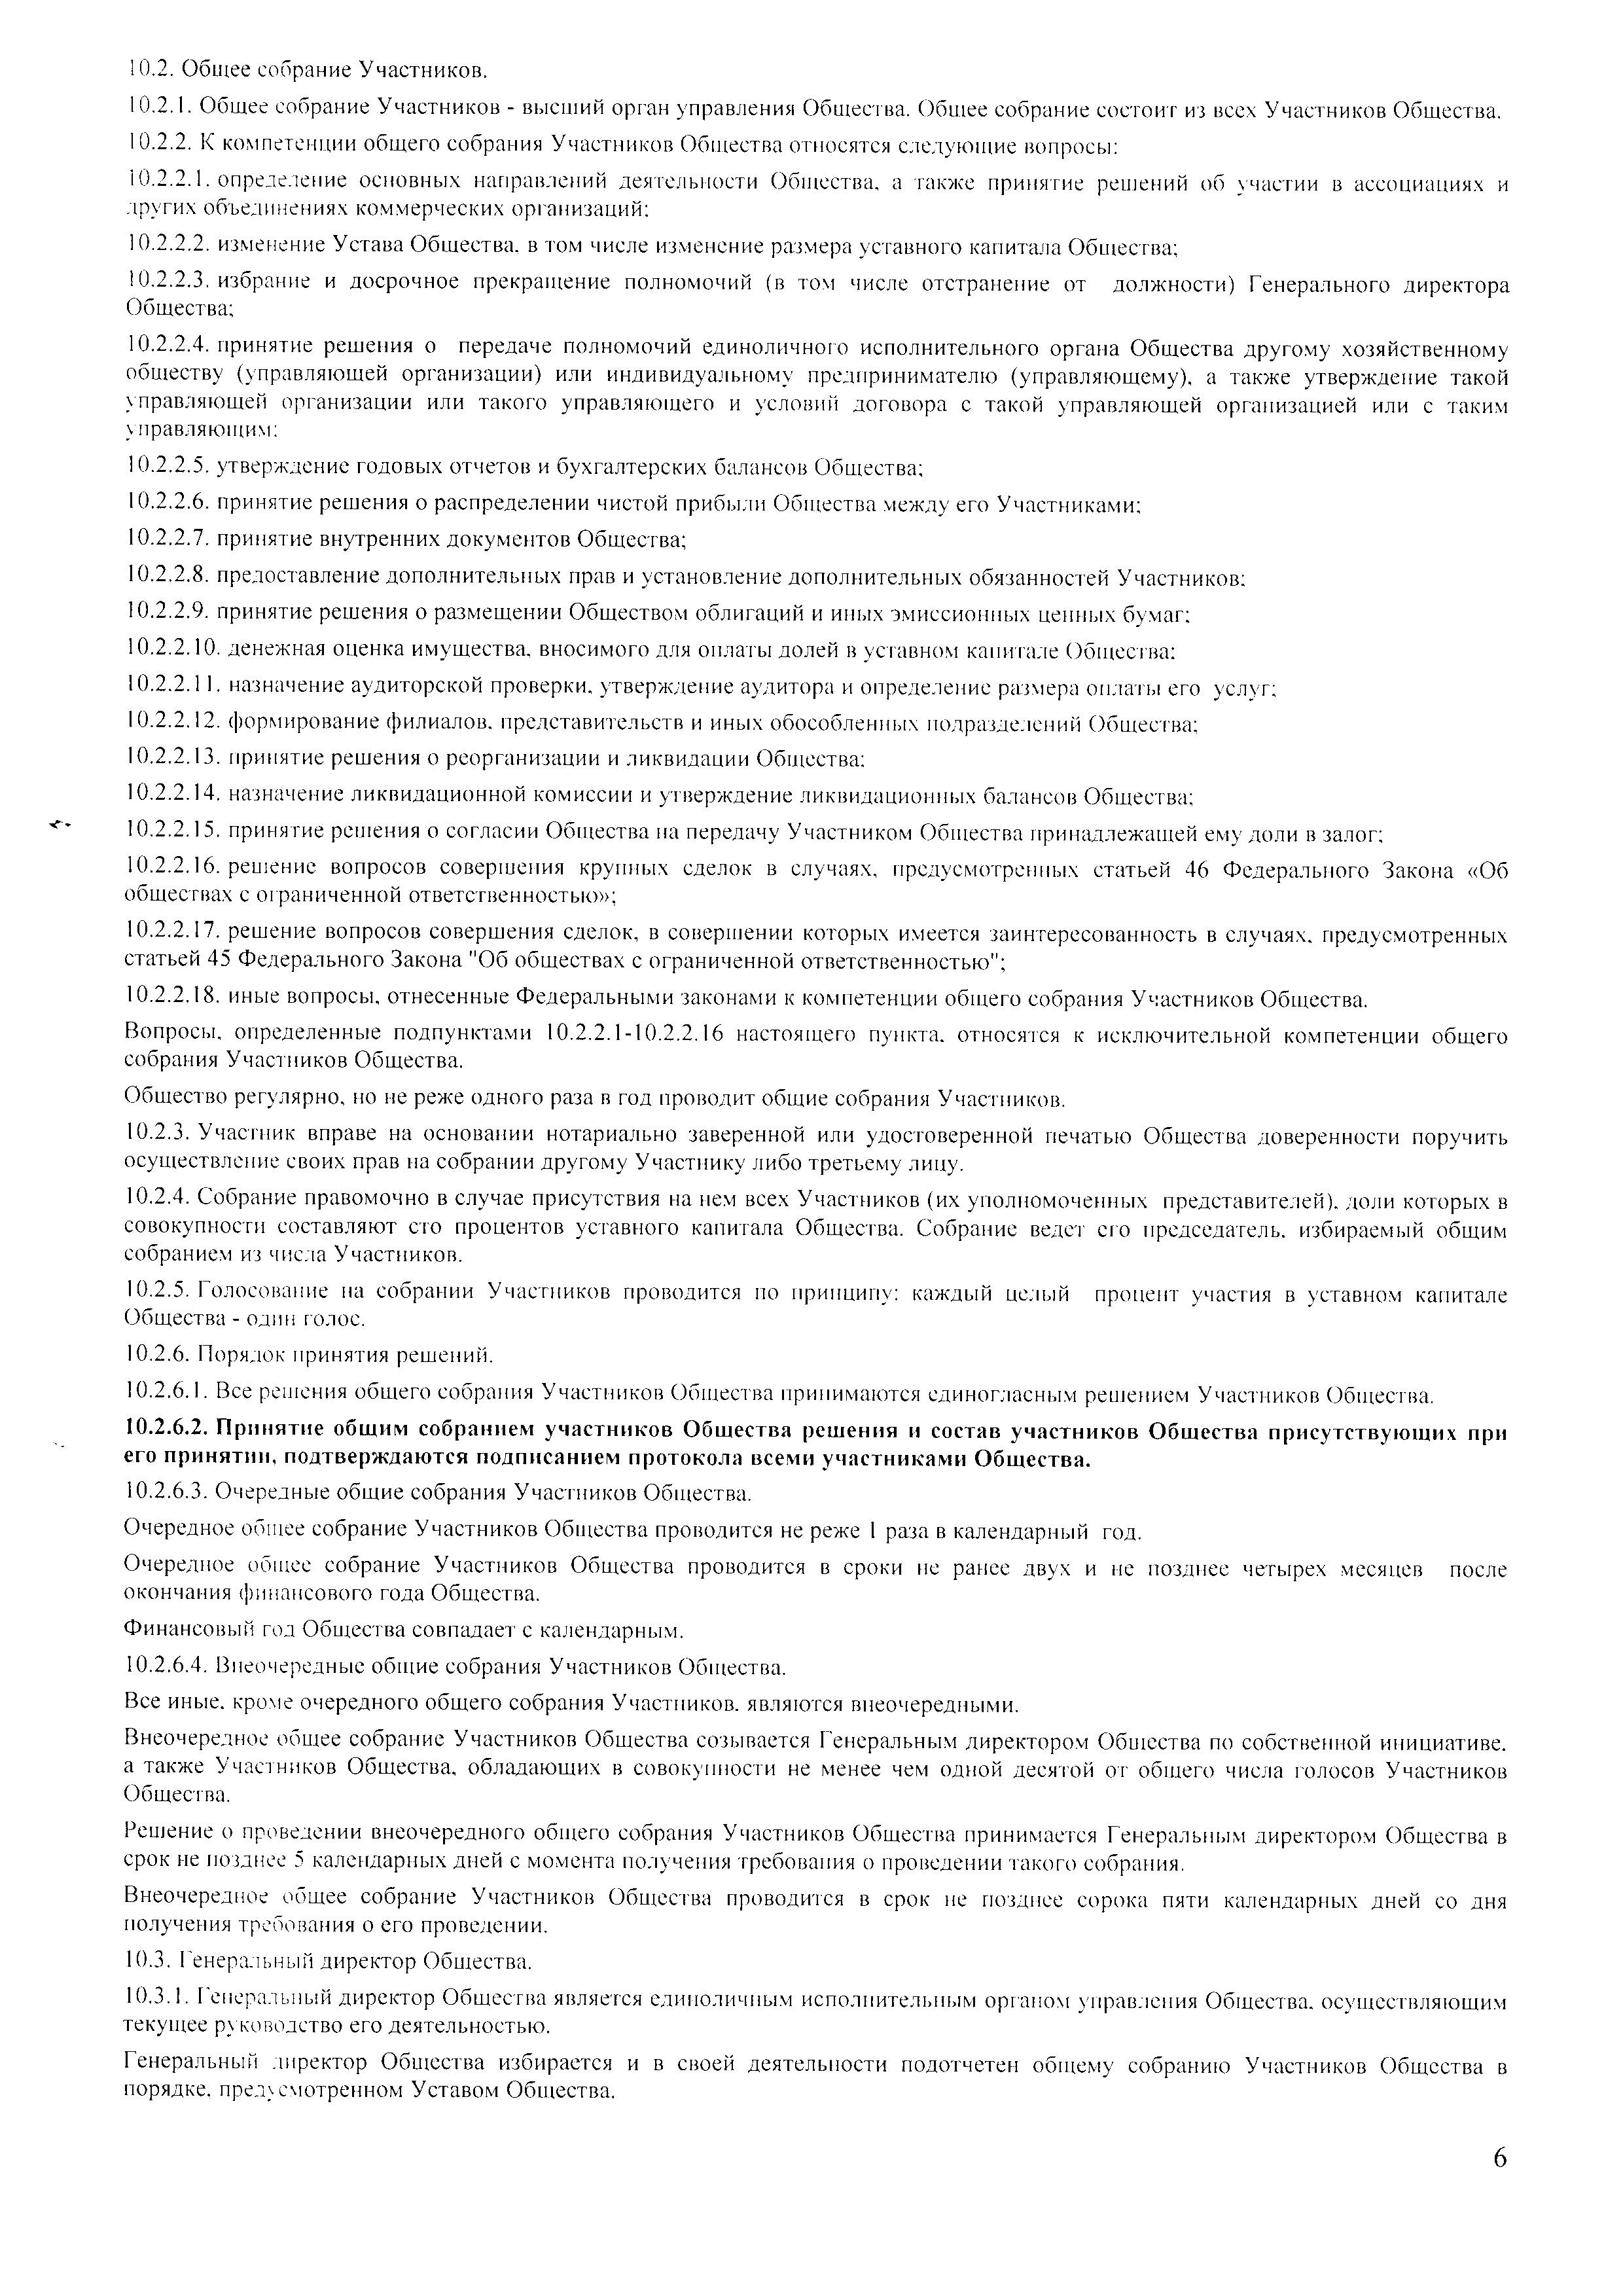 10.2. Общее собрание Участников.
10.2.1. Общее собрание Участников - высший орган управления Общества. Общее собрание состоит из всех Участников Общества.
10.2.2. К компетенции общего собрания Участников Общества относятся следующие вопросы:
10.2.2.1. определение основных направлений деятельности Общества, а также принятие решений об участии в ассоциациях и
других объединениях коммерческих организаций;
10.2.2.2. изменение Устава Общества, в том числе изменение размера уставного капитала Общества;
10.2.2.3. избрание и досрочное прекращение полномочий (в том числе отстранение от должности) Генерального директора
Общества;
10.2.2.4. принятие решения о передаче полномочий единоличного исполнительного органа Общества другому хозяйственному
обществу (управляющей организации) или индивидуальному предпринимателю (управляющему), а также утверждение такой
управляющей организации или такого управляющего и условий договора с такой управляющей организацией или с таким
управляющим;
10.2.2.5. утверждение годовых отчетов и бухгалтерских балансов Общества;
10.2.2.6. принятие решения о распределении чистой прибыли Общества между его Участниками;
10.2.2.7. принятие внутренних документов Общества;
10.2.2.8. предоставление дополнительных прав и установление дополнительных обязанностей Участников;
10.2.2.9. принятие решения о размещении Обществом облигаций и иных эмиссионных ценных бумаг;
10.2.2.10. денежная оценка имущества, вносимого для оплаты долей в уставном капитале Общества;
10.2.2.11. назначение аудиторской проверки, утверждение аудитора и определение размера оплаты его услуг;
10.2.2.12. формирование филиалов, представительств и иных обособленных подразделений Общества;
10.2.2.13. принятие решения о реорганизации и ликвидации Общества;
10.2.2.14. назначение ликвидационной комиссии и утверждение ликвидационных балансов Общества;
10.2.2.15. принятие решения о согласии Общества на передачу Участником Общества принадлежащей ему доли в залог;
10.2.2.16. решение вопросов совершения крупных сделок в случаях, предусмотренных статьей 46 Федерального Закона «Об
обществах с ограниченной ответственностью»;
10.2.2.17. решение вопросов совершения сделок, в совершении которых имеется заинтересованность в случаях, предусмотренных
статьей 45 Федерального Закона "Об обществах с ограниченной ответственностью";
10.2.2.18. иные вопросы, отнесенные Федеральными законами к компетенции общего собрания Участников Общества.
Вопросы, определенные подпунктами 10.2.2.1-10.2.2.16 настоящего пункта, относятся к исключительной компетенции общего
собрания Участников Общества.
Общество регулярно, но не реже одного раза в год проводит общие собрания Участников.
10.2.3. Участник вправе на основании нотариально заверенной или удостоверенной печатью Общества доверенности поручить
осуществление своих прав на собрании другому Участнику либо третьему лицу.
10.2.4. Собрание правомочно в случае присутствия на нем всех Участников (их уполномоченных представителей), доли которых в
совокупности составляют сто процентов уставного капитала Общества. Собрание ведет его председатель, избираемый общим
собранием из числа Участников.
10.2.5. Голосование на собрании Участников проводится по принципу: каждый целый процент участия в уставном капитале
Общества - один голос.
10.2.6. Порядок принятия решений.
10.2.6.1. Все решения общего собрания Участников Общества принимаются единогласным решением Участников Общества.
10.2.6.2. Принятие общим собранием участников Общества решения и состав участников Общества присутствующих при
его принятии, подтверждаются подписанием протокола всеми участниками Общества.
10.2.6.3. Очередные общие собрания Участников Общества.
Очередное общее собрание Участников Общества проводится не реже 1 раза в календарный год.
Очередное общее собрание Участников Общества проводится в сроки не ранее двух и не позднее четырех месяцев после
окончания финансового года Общества.
Финансовый год Общества совпадает с календарным.
10.2.6.4. Внеочередные общие собрания Участников Общества.
Все иные, кроме очередного общего собрания Участников, являются внеочередными.
Внеочередное общее собрание Участников Общества созывается Генеральным директором Общества по собственной инициативе,
а также Участников Общества, обладающих в совокупности не менее чем одной десятой от общего числа голосов Участников
Общества.
Решение о проведении внеочередного общего собрания Участников Общества принимается Генеральным директором Общества в
срок не позднее 5 календарных дней с момента получения требования о проведении такого собрания.
Внеочередное общее собрание Участников Общества проводится в срок не позднее сорока пяти календарных дней со дня
получения требования о его проведении.
10.3. Генеральный директор Общества.
10.3.1. Генеральный директор Общества является единоличным исполнительным органом управления Общества, осуществляющим
текущее руководство его деятельностью.
Генеральный директор Общества избирается и в своей деятельности подотчетен общему собранию Участников Общества в
порядке, предусмотренном Уставом Общества.
6